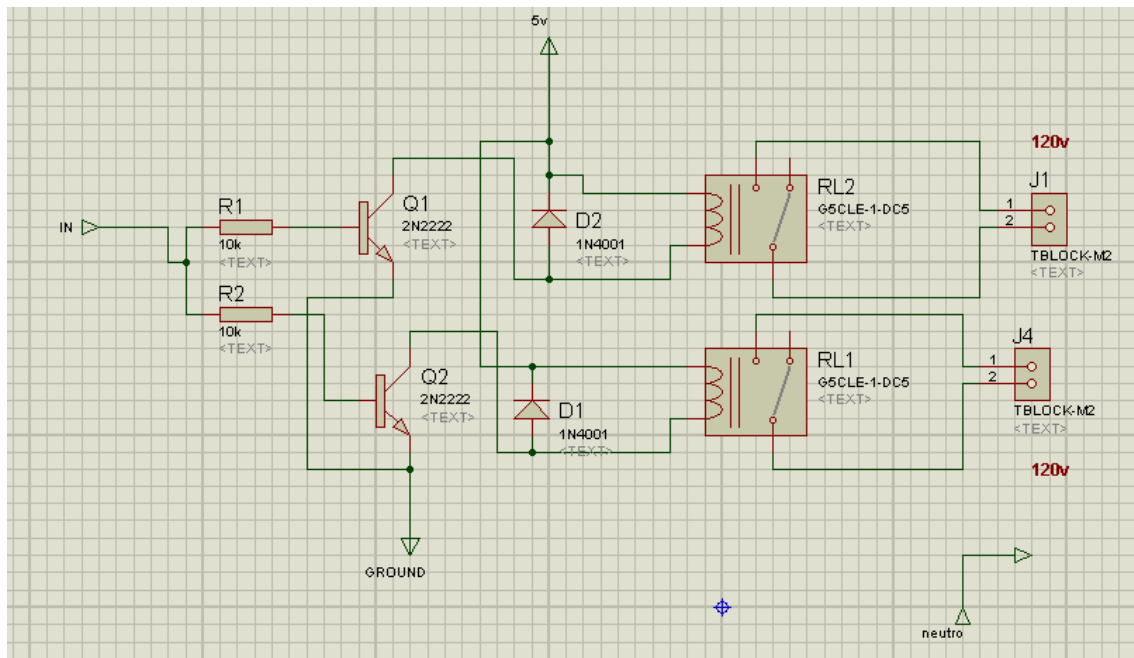 5v
120v
J1
1
2
TBLOCK-M2
<TEXT>
RL2
G5CLE-1-DC5
<TEXT>
R1
10k
<TEXT>
Q1
2N2222
<TEXT>
D2
1N4001
<TEXT>
IN
R2
10k
<TEXT>
Q2
2N2222
<TEXT>
D1
1N4001
<TEXT>
RL1
G5CLE-1-DC5
<TEXT>
J4
1
2
TBLOCK-M2
<TEXT>
120v
GROUND
neutro